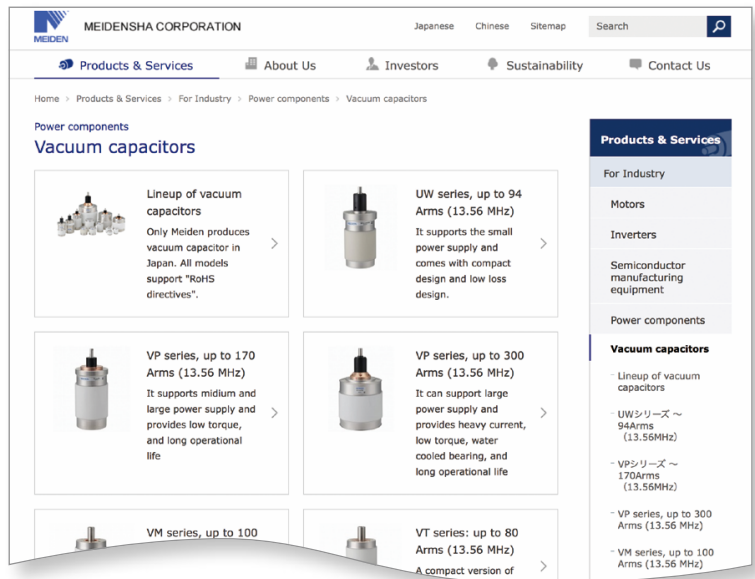 MEIDEN
MEIDENSHA CORPORATION
Japanese
Chinese
Sitemap
Search
Products & Services
About Us
Investors
Sustainability
Contact Us
Home > Products & Services > For Industry > Power components > Vacuum capacitors
Power components
Vacuum capacitors
Lineup of vacuum
capacitors
Only Meiden produces
vacuum capacitor in
Japan. All models
support "RoHS
directives".
UW series, up to 94
Arms (13.56 MHz)
It supports the small
power supply and
comes with compact
design and low loss
design.
VP series, up to 170
Arms (13.56 MHz)
It supports midium and
large power supply and
provides low torque,
and long operational
life
VP series, up to 300
Arms (13.56 MHz)
It can support large
power supply and
provides heavy current,
low torque, water
cooled bearing, and
long operational life
VM series, up to 100
VT series: up to 80
Arms (13.56 MHz)
A compact version of
Products & Services
For Industry
Motors
Inverters
Semiconductor
manufacturing
equipment
Power components
Vacuum capacitors
- Lineup of vacuum
capacitors
- UWシリーズ ～
94Arms
（13.56MHz）
- VPシリーズ ～
170Arms
（13.56MHz）
- VP series, up to 300
Arms (13.56 MHz)
- VM series, up to 100
Arms (13.56 MHz)